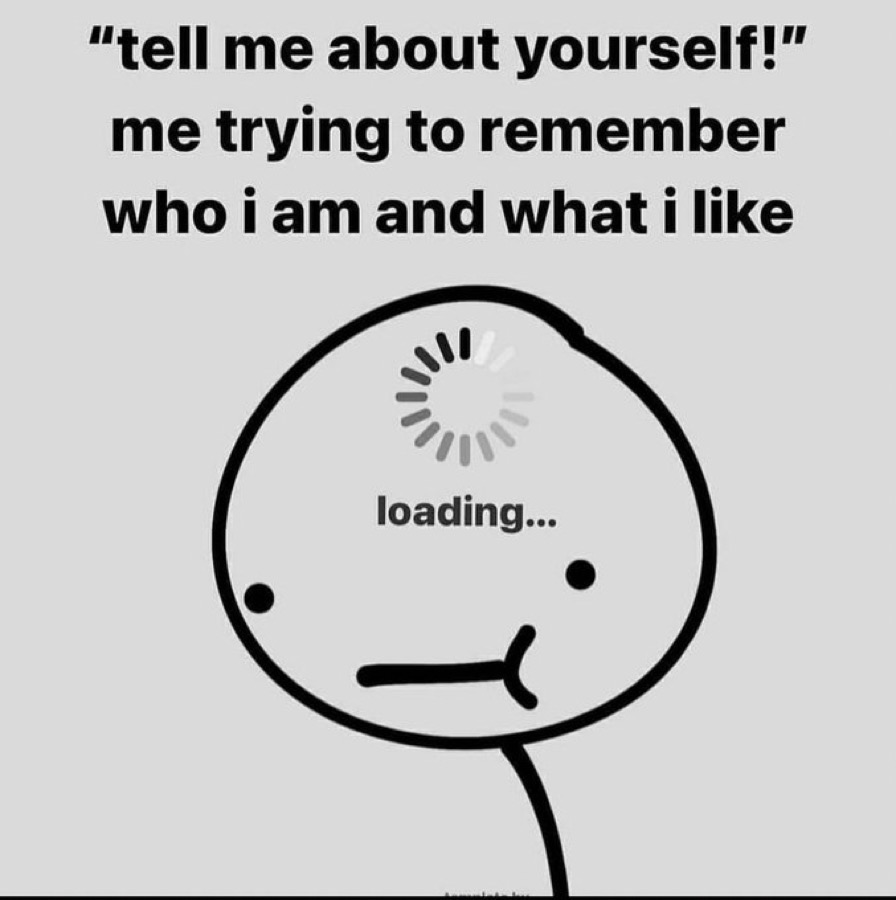 “tell me about yourself!”
me trying to remember
who i am and what i like
loading...